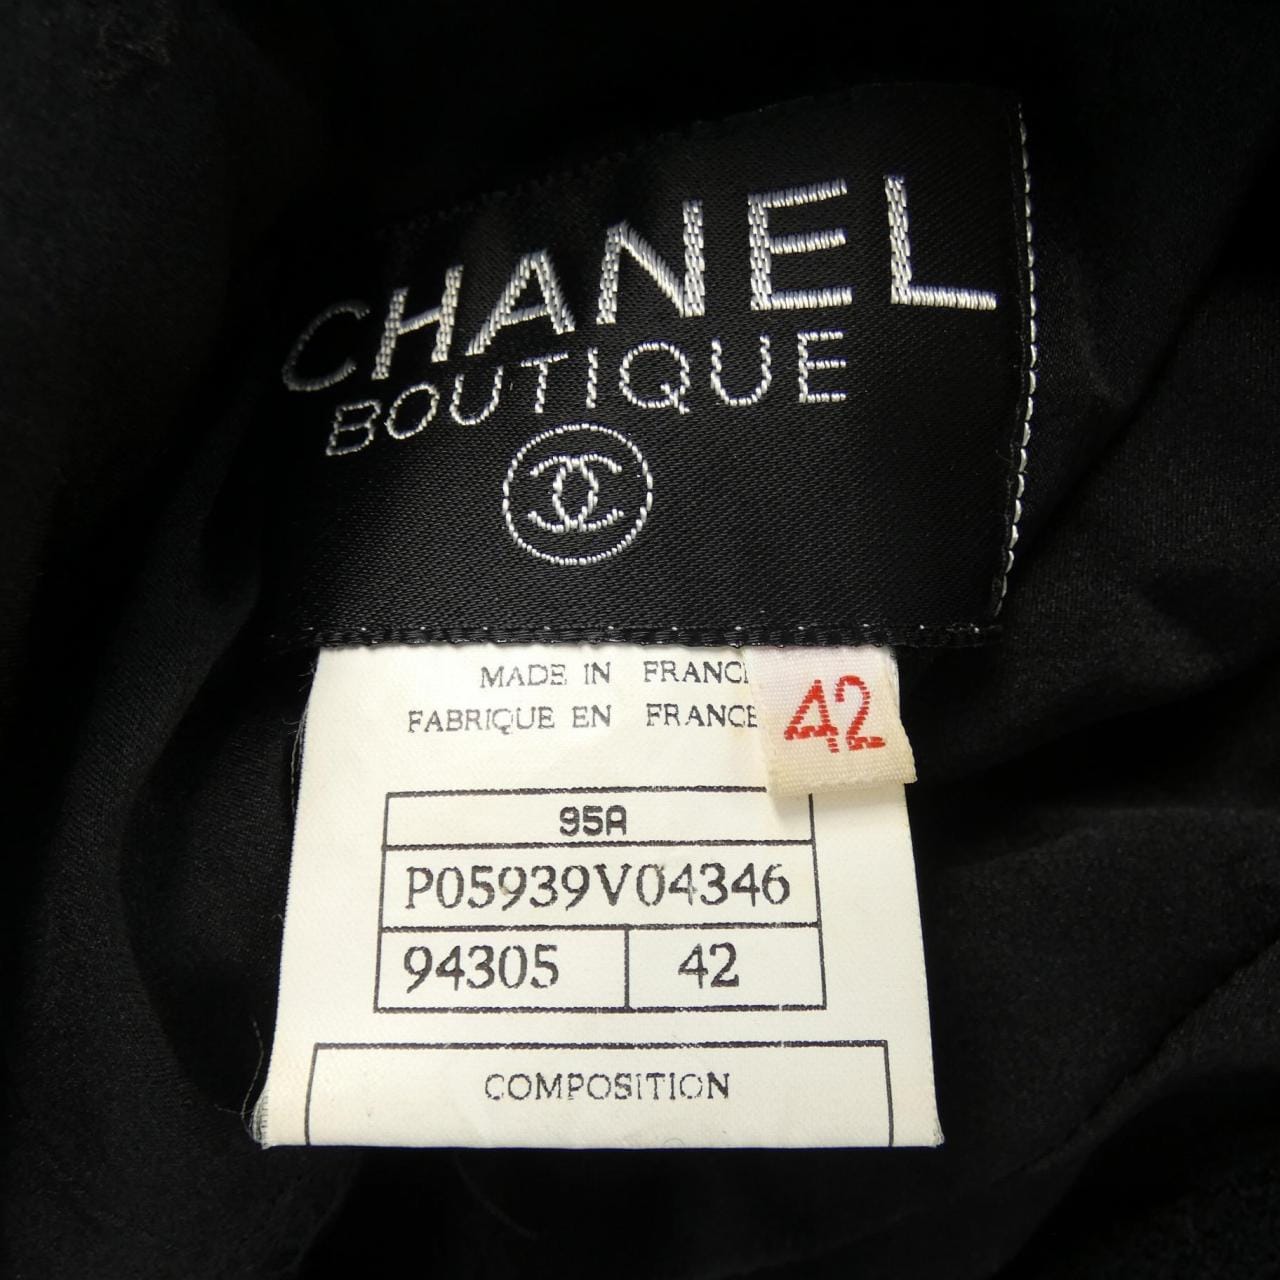 CHANEL
BOUTIQUE
MADE IN FRANCE
FABRIQUE EN FRANCE
42
95A
P05939V04346
94305 42
COMPOSITION